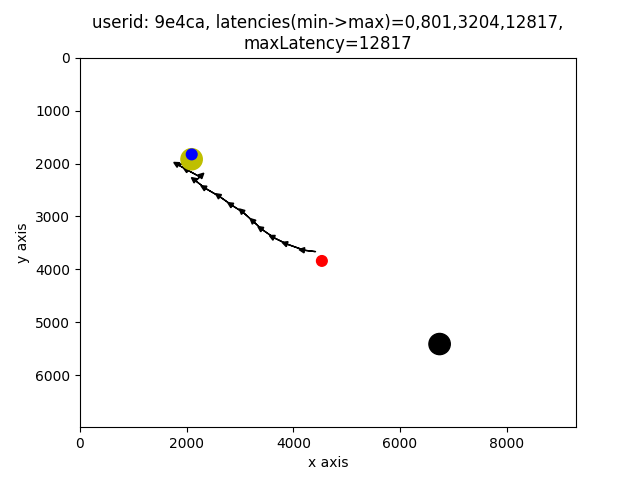 userid: 9e4ca, latencies(min->max)=0,801,3204,12817,
maxLatency=12817
0
1000
2000
3000
4000
5000
6000
y axis
0 2000 4000 6000 8000
x axis